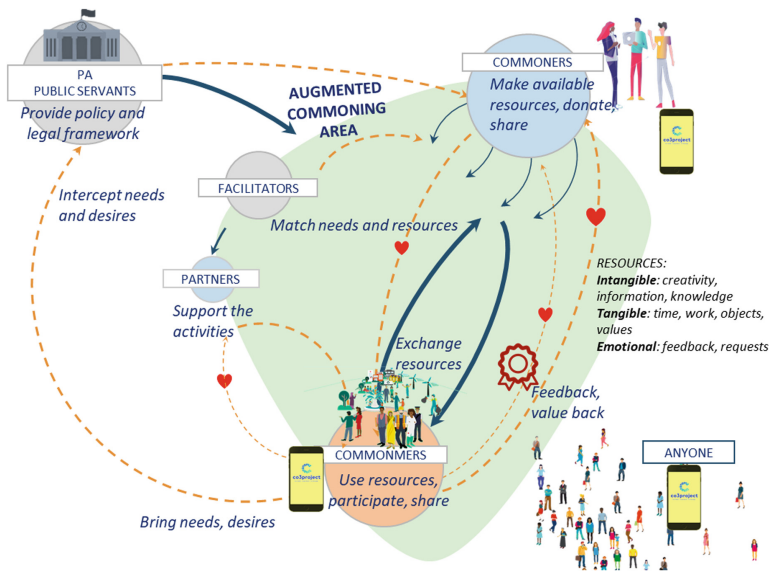 PA
PUBLIC SERVANTS
Provide policy and
legal framework
AUGMENTED
COMMONING
AREA
COMMONERS
Make available
resources, donate,
share
co3project
FACILITATORS
Intercept needs
and desires
Match needs and resources
PARTNERS
Support the
activities
RESOURCES:
Intangible: creativity,
information, knowledge
Tangible: time, work, objects,
values
Emotional: feedback, requests
Exchange
resources
Feedback,
value back
COMMONMERS
Use resources,
participate, share
co3project
Bring needs, desires
ANYONE
co3project